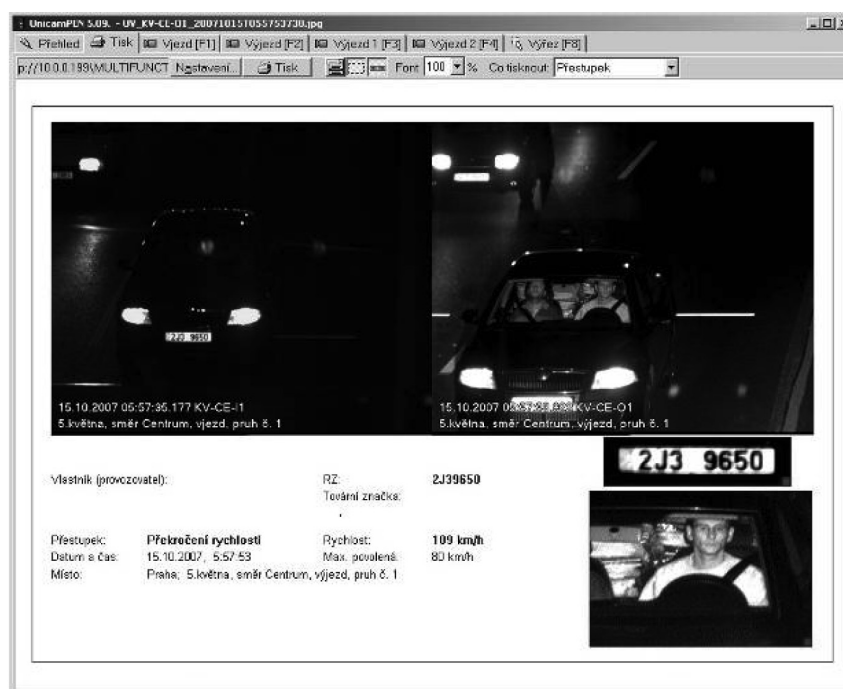 UnicamPEN 5.09. - UV_KV-CE-O1_20071015T055753730.jpg
Přehled Tisk Vjezd [F1] Výjezd [F2] Výjezd 1 [F3] Výjezd 2 [F4] Výřez [F8]
p://10.0.0.199\MULTIFUNCT Nastavení... Tisk Font 100 % Co tisknout: Přestupek
2J3 9650
15.10.2007 05:57:35.177 KV-CE-I1
5.května, směr Centrum, vjezd, pruh č. 1
15.10.2007 KV-CE-O1
5.května, směr Centrum, výjezd, pruh č. 1
2J3 9650
Vlastník (provozovatel): RZ: 2J39650
Tovární značka:
,
Přestupek: Překročení rychlosti Rychlost: 109 km/h
Datum a čas: 15.10.2007, 5:57:53 Max. povolená: 80 km/h
Místo: Praha; 5.května, směr Centrum, výjezd, pruh č. 1